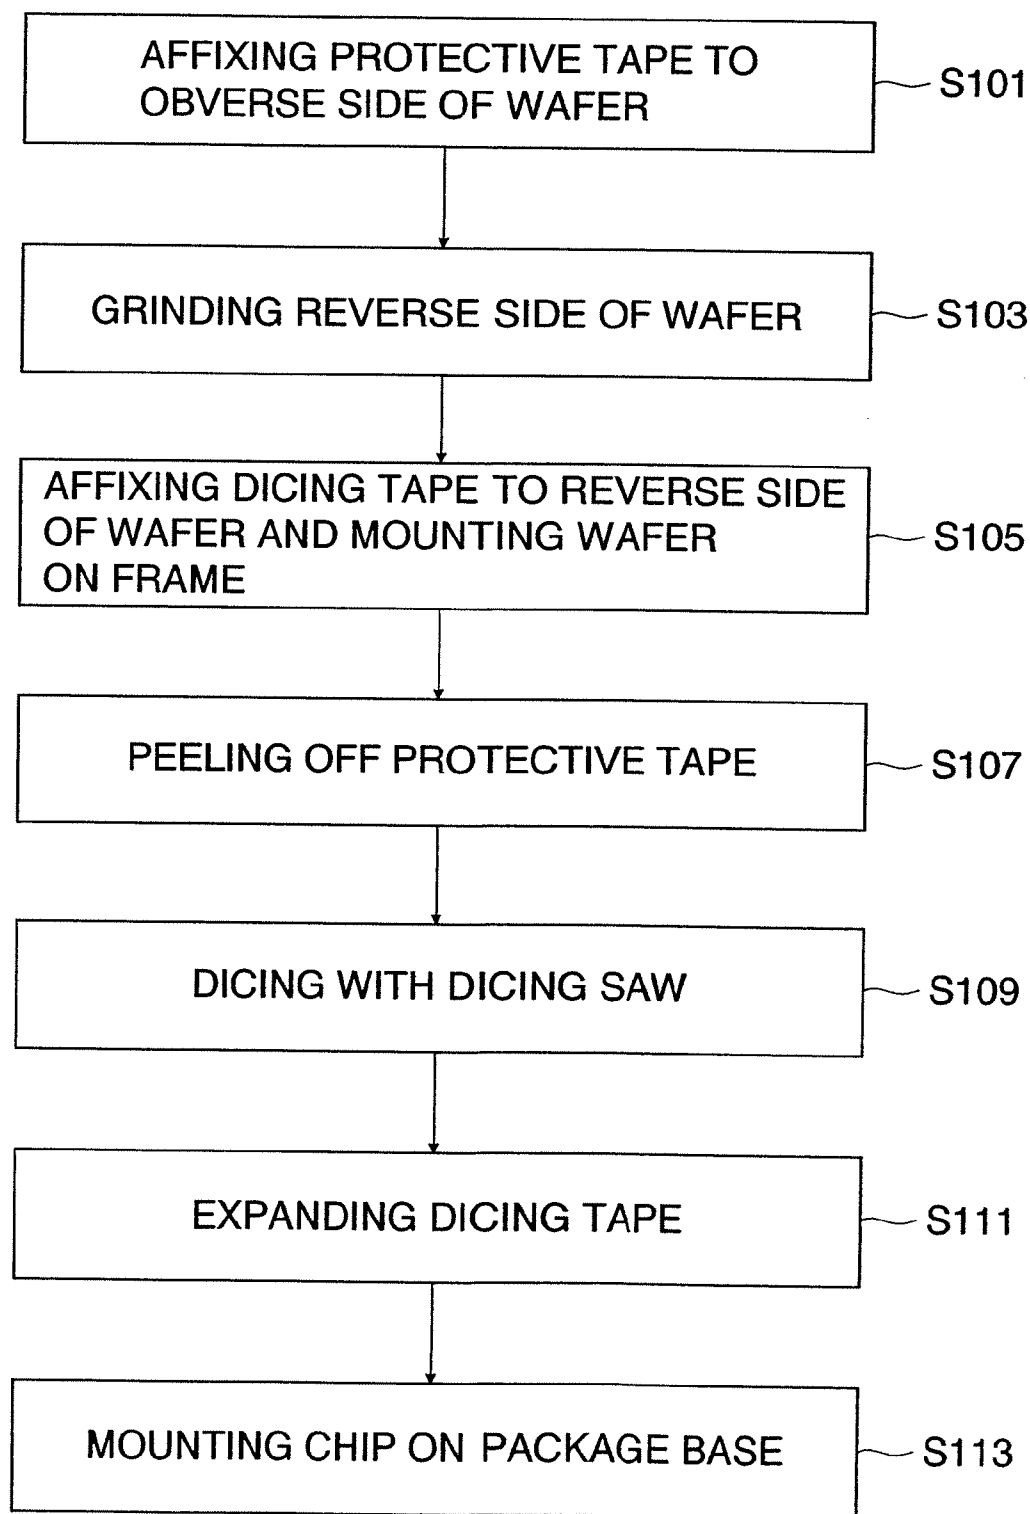 AFFIXING PROTECTIVE TAPE TO
OBVERSE SIDE OF WAFER
S101
GRINDING REVERSE SIDE OF WAFER
S103
AFFIXING DICING TAPE TO REVERSE SIDE
OF WAFER AND MOUNTING WAFER
ON FRAME
S105
PEELING OFF PROTECTIVE TAPE
S107
DICING WITH DICING SAW
S109
EXPANDING DICING TAPE
S111
MOUNTING CHIP ON PACKAGE BASE
S113